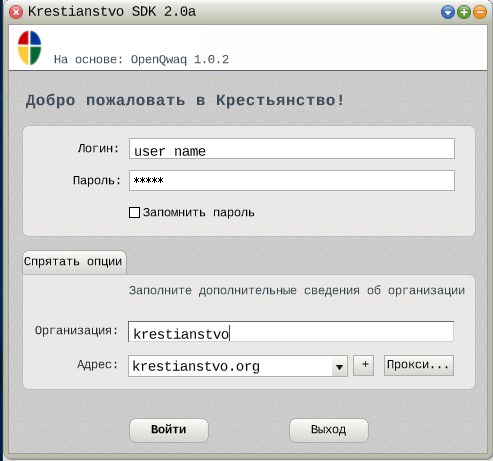 Krestianstvo SDK 2.0a
На основе: OpenQwaq 1.0.2
Добро пожаловать в Крестьянство!
Логин: user name
Пароль: *****
Запомнить пароль
Спрятать опции
Заполните дополнительные сведения об организации
Организация: krestianstvo
Адрес: krestianstvo.org + Прокси...
Войти Выход